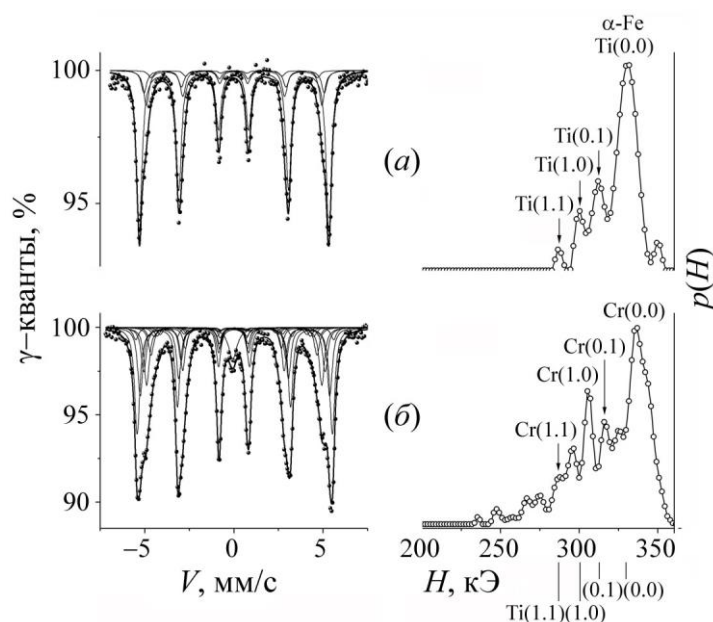 α-Fe
Ti(0.0)
100
Ti(0.1)
(а)
Ti(1.0)
Ti(1.1)
95
γ−кванты, %
p(H)
Cr(0.0)
100
Cr(0.1)
Cr(1.0)
(б)
95
Cr(1.1)
90
−5 0 5 200 250 300 350
V, мм/с H, кЭ (0.1)(0.0)
Ti(1.1)(1.0)